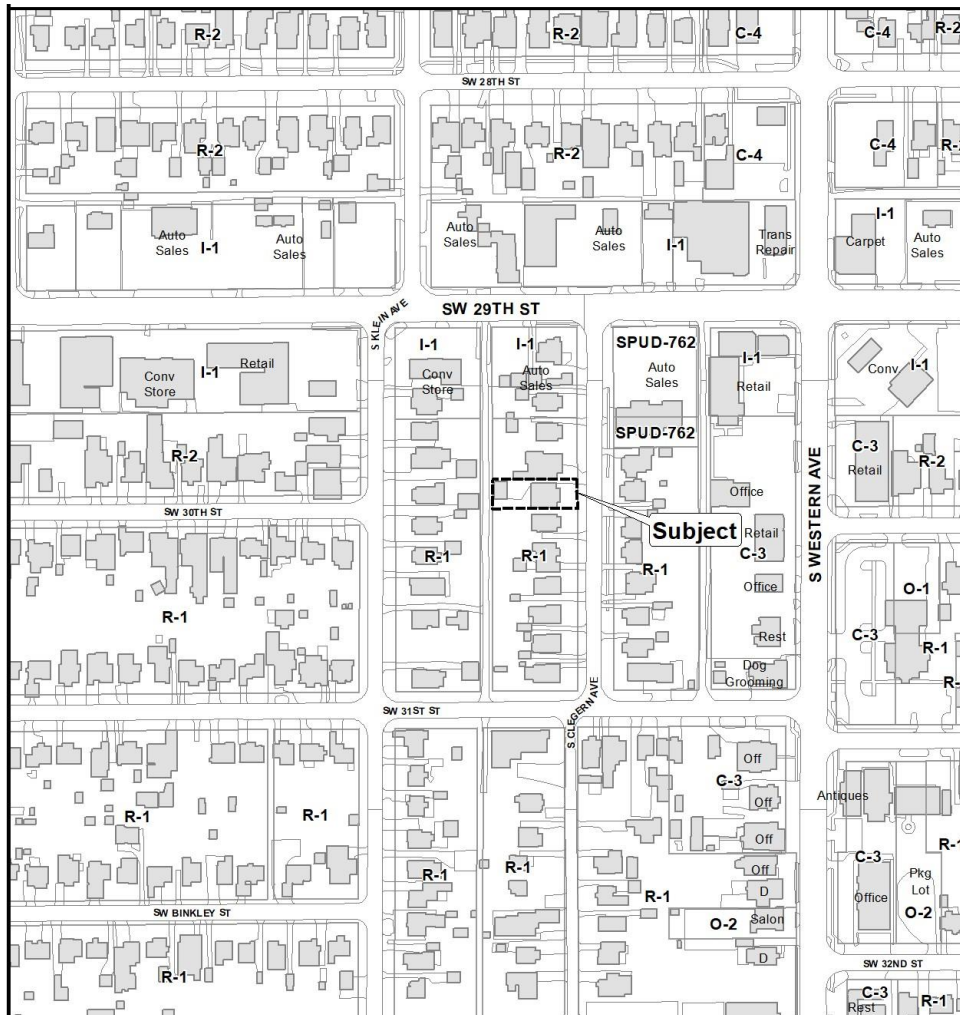 R-2
R-2
C-4
C-4
R-2
SW 28TH ST
R-2
R-2
C-4
C-4
Auto
Sales
I-1
Auto
Sales
Auto
Sales
Auto
Sales
I-1
Trans
Repair
I-1
Carpet
Auto
Sales
S KLEIN AVE
SW 29TH ST
Conv
Store
I-1
Retail
I-1
Conv
Store
I-1
Auto
Sales
SPUD-762
Auto
Sales
SPUD-762
I-1
Retail
Conv
I-1
R-2
C-3
Retail
R-2
SW 30TH ST
Office
Subject
Retail
C-3
S WESTERN AVE
R-1
R-1
R-1
Office
O-1
R-1
Rest
C-3
R-1
Dog
Grooming
SW 31ST ST
S CLEGERN AVE
Off
C-3
Off
Antiques
R-1
R-1
Off
R-1
R-1
R-1
Off
C-3
Pkg
Lot
R-1
D
Office
SW BINKLEY ST
O-2
Salon
O-2
D
SW 32ND ST
R-1
C-3
Rest
R-1